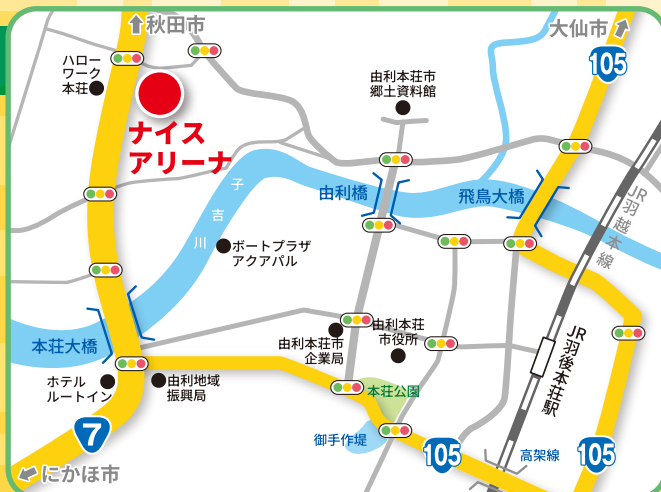 秋田市
大仙市
105
ハロー
ワーク
本荘
由利本荘市
郷土資料館
ナイス
アリーナ
子吉川
由利橋
飛鳥大橋
JR羽越本線
ボートプラザ
アクアパル
本荘大橋
由利本荘市
企業局
由利本荘
市役所
JR羽後本荘駅
ホテル
ルートイン
由利地域
振興局
本荘公園
7
御手作堤
105
高架線
105
にかほ市